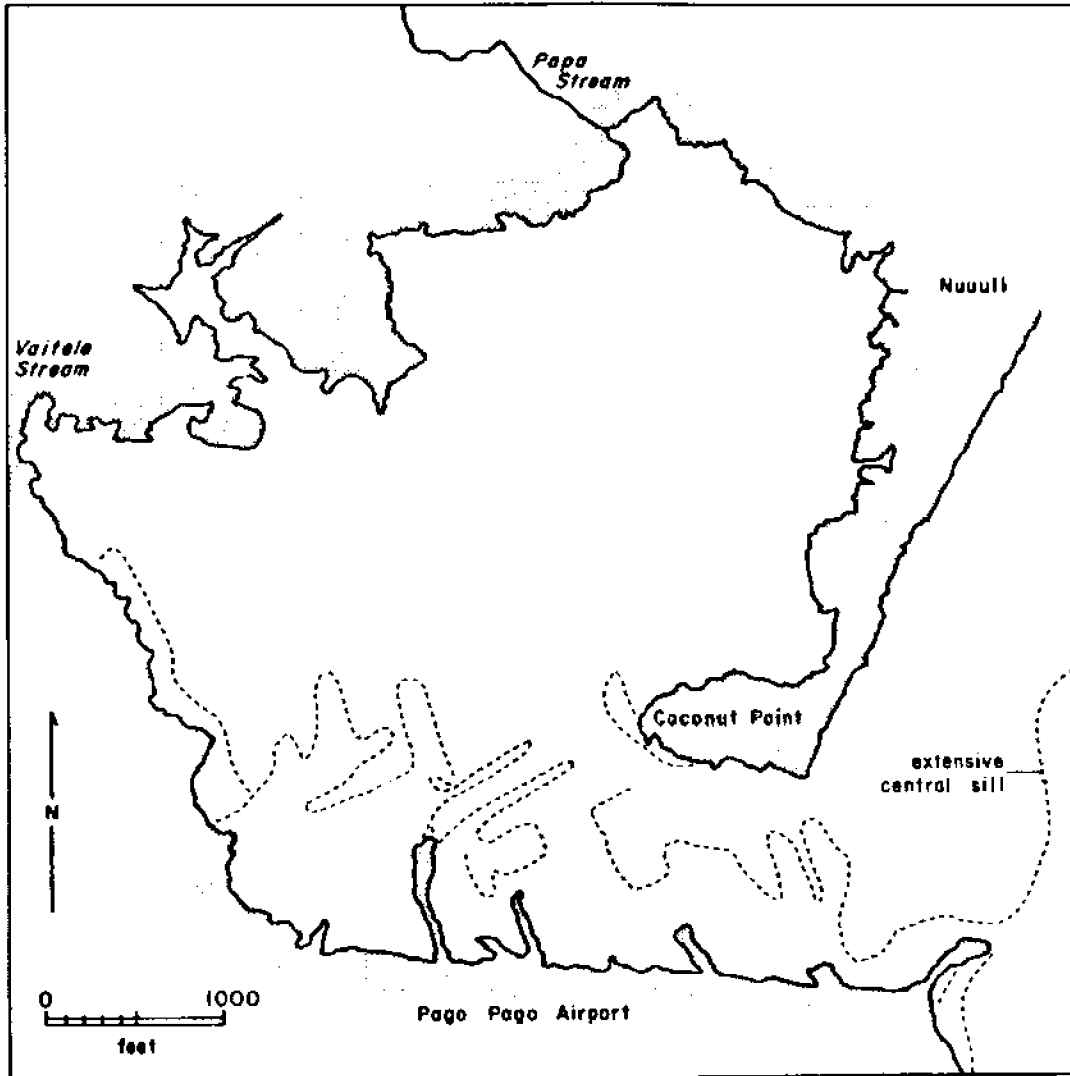 Papa
Stream
Nuuuli
Vaitele
Stream
Coconut Point
extensive
central sill
N
0 1000
feet
Pago Pago Airport